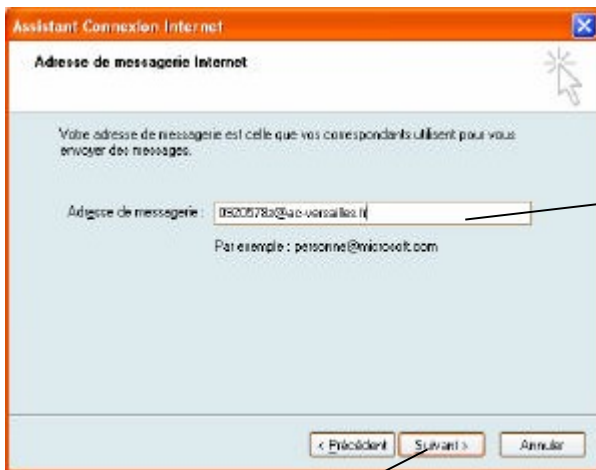 Assistant Connexion Internet
Adresse de messagerie Internet
Votre adresse de messagerie est celle que vos correspondants utilisent pour vous
envoyer des messages.
Adresse de messagerie :
0920578z@ac-versailles.fr
Par exemple : personne@microsoft.com
< Précédent
Suivant >
Annuler